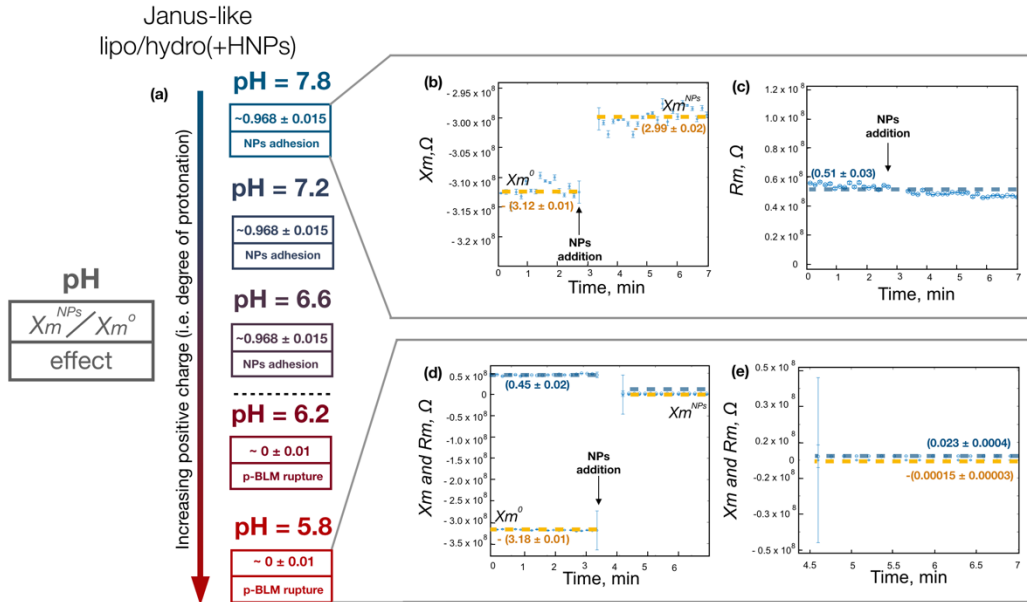 Janus-like
lipo/hydro(+HNPs)
(a)
pH = 7.8
~0.968 ± 0.015
NPs adhesion
pH = 7.2
~0.968 ± 0.015
NPs adhesion
pH = 6.6
~0.968 ± 0.015
NPs adhesion
pH = 6.2
~ 0 ± 0.01
p-BLM rupture
pH = 5.8
~ 0 ± 0.01
p-BLM rupture
Increasing positive charge (i.e. degree of protonation)
pH
Xm^NPs / Xm^o
effect
(b)
Xm,Ω
- 2.95 x 10^8
- 3.00 x 10^8
- 3.05 x 10^8
- 3.10 x 10^8
- 3.15 x 10^8
- 3.2 x 10^8
Xm^NPs
- (2.99 ± 0.02)
Xm^0
- (3.12 ± 0.01)
NPs
addition
0 1 2 3 4 5 6 7
Time, min
(c)
Rm, Ω
1.2 x 10^8
1.0 x 10^8
0.8 x 10^8
0.6 x 10^8
0.4 x 10^8
0.2 x 10^8
0
NPs
addition
(0.51 ± 0.03)
0 1 2 3 4 5 6 7
Time, min
(d)
Xm and Rm, Ω
0.5 x 10^8
0
-0.5 x 10^8
-1.0 x 10^8
-1.5 x 10^8
-2.0 x 10^8
-2.5 x 10^8
-3.0 x 10^8
- 3.5 x 10^8
(0.45 ± 0.02)
Xm^NPs
NPs
addition
Xm^0
- (3.18 ± 0.01)
0 1 2 3 4 5 6
Time, min
(e)
Xm and Rm, Ω
0.5 x 10^8
0.3 x 10^8
0.2 x 10^8
0
-0.2 x 10^8
-0.3 x 10^8
- 0.5 x 10^8
(0.023 ± 0.0004)
-(0.00015 ± 0.00003)
4.5 5 5.5 6 6.5 7
Time, min